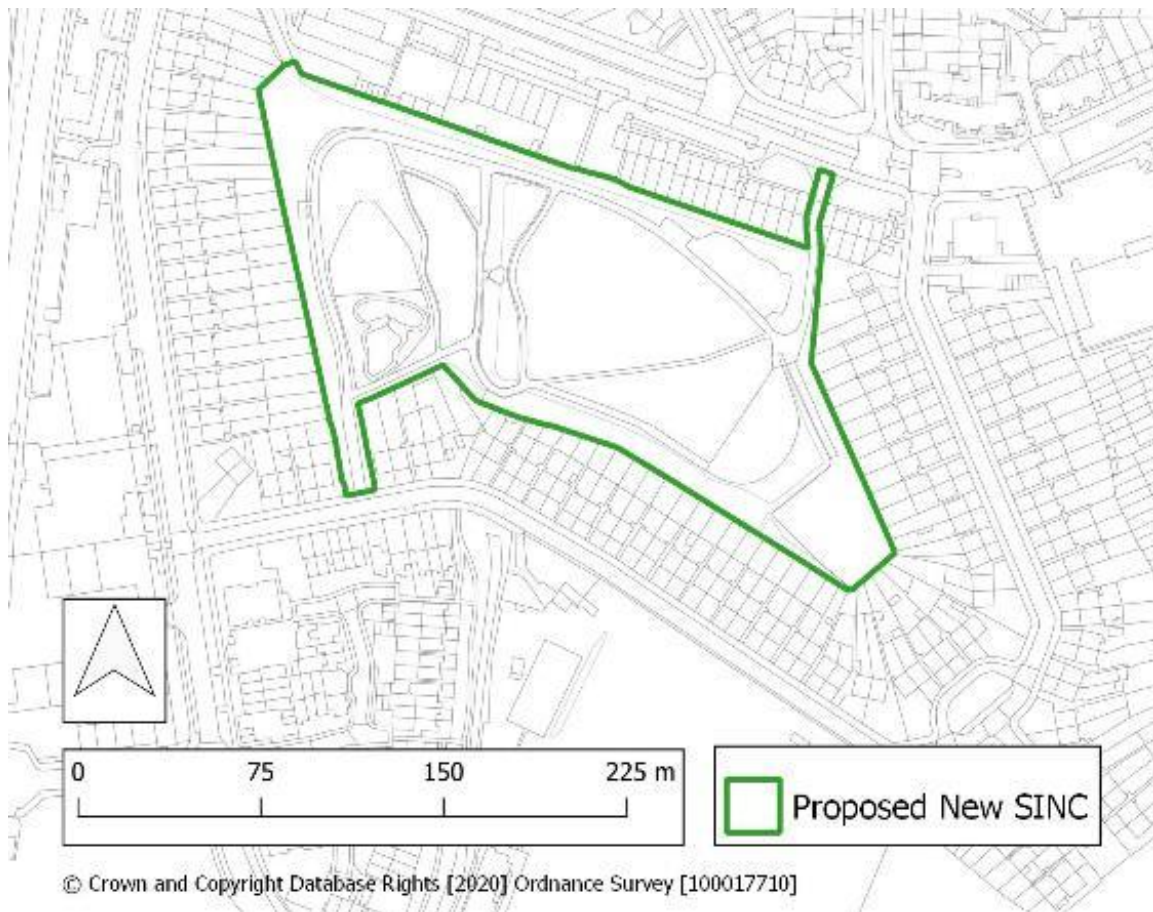 0 75 150 225 m
Proposed New SINC
© Crown and Copyright Database Rights [2020] Ordnance Survey [100017710]